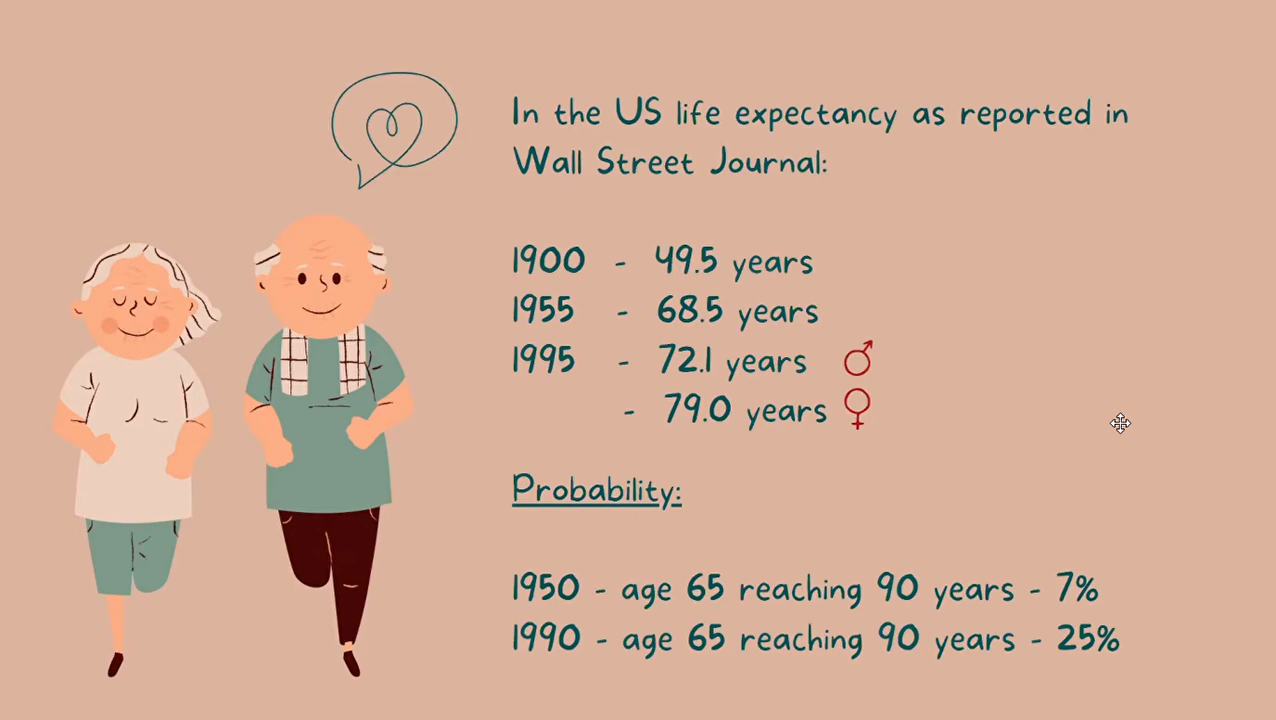 In the US life expectancy as reported in
Wall Street Journal:
1900 - 49.5 years
1955 - 68.5 years
1995 - 72.1 years ♂
- 79.0 years ♀
Probability:
1950 - age 65 reaching 90 years - 7%
1990 - age 65 reaching 90 years - 25%